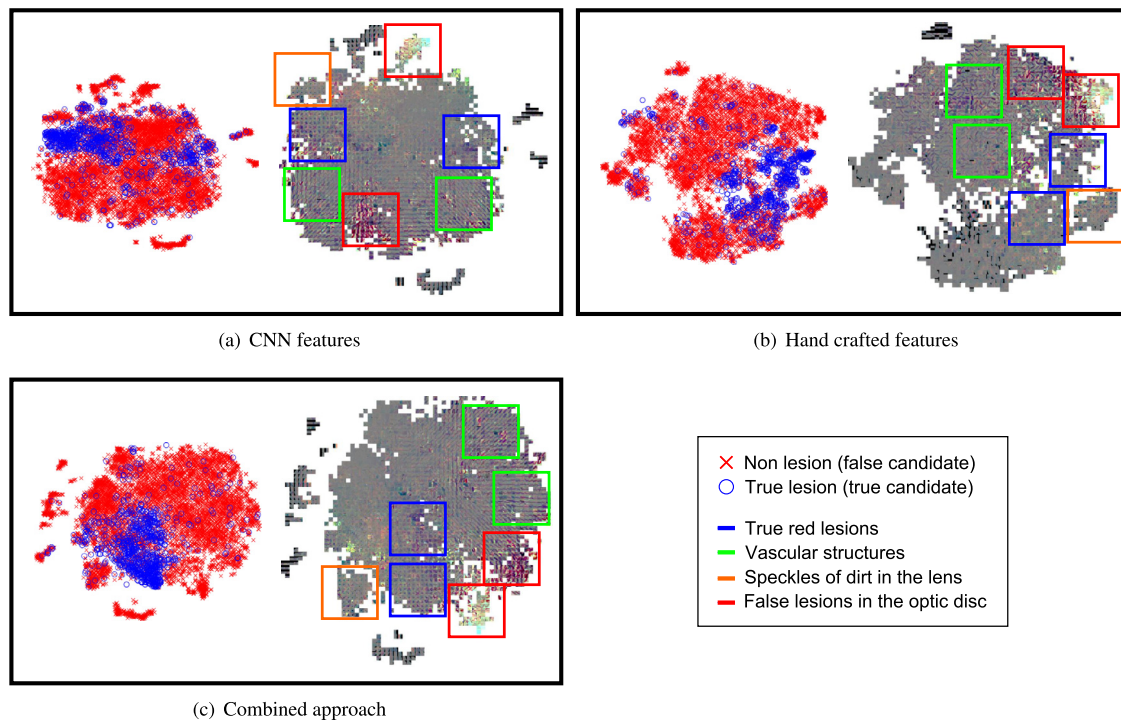 (a) CNN features
(b) Hand crafted features
(c) Combined approach
Non lesion (false candidate)
True lesion (true candidate)
True red lesions
Vascular structures
Speckles of dirt in the lens
False lesions in the optic disc